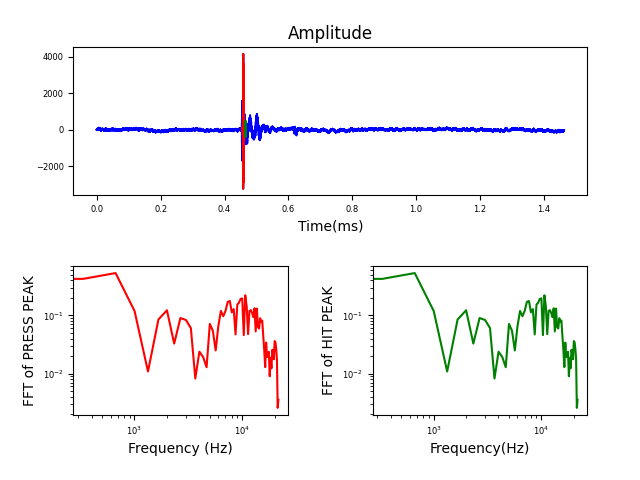 Amplitude
4000
2000
0
−2000
0.0 0.2 0.4 0.6 0.8 1.0 1.2 1.4
Time(ms)
FFT of PRESS PEAK
10⁻¹
10⁻²
10³ 10⁴
Frequency (Hz)
FFT of HIT PEAK
10⁻¹
10⁻²
10³ 10⁴
Frequency(Hz)